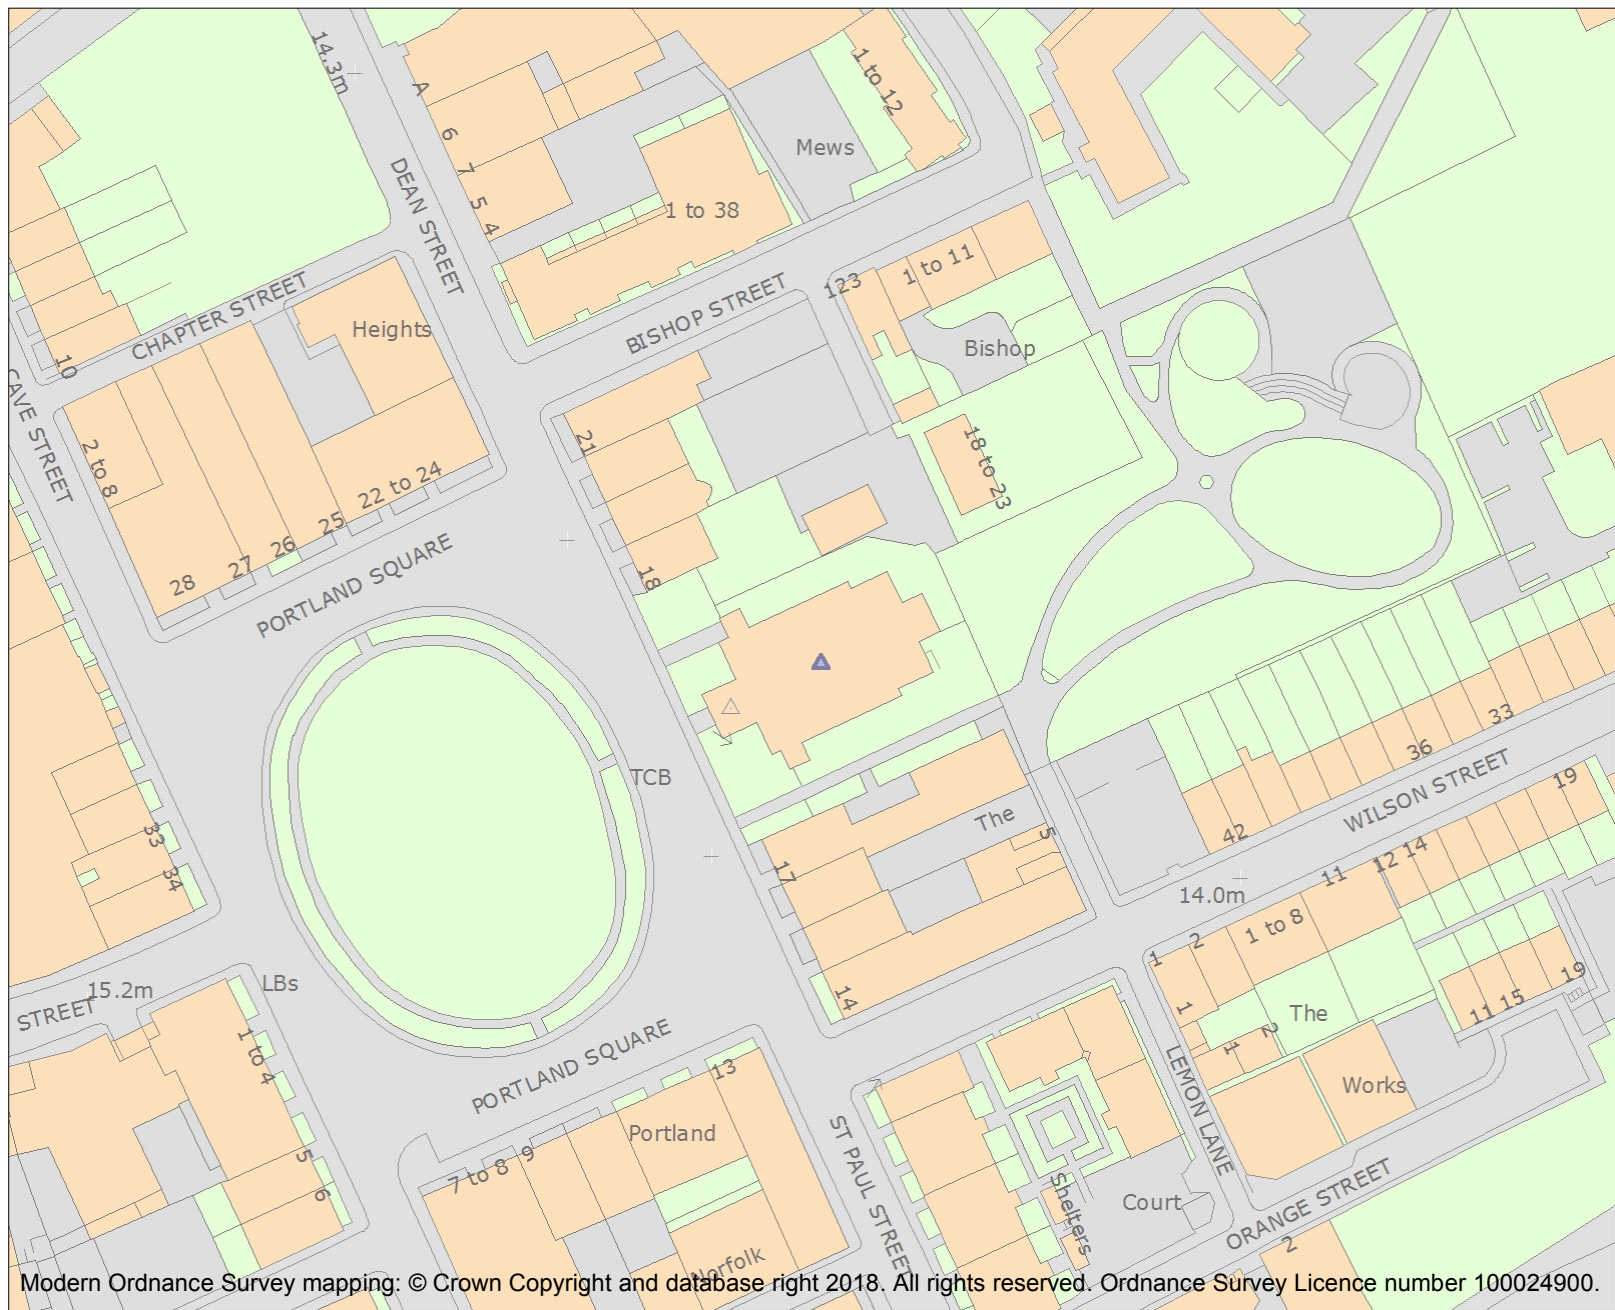 14.3m
A
6
7
5
4
1 to 12
Mews
DEAN STREET
1 to 38
123
1 to 11
CHAPTER STREET
Heights
BISHOP STREET
Bishop
10
CAVE STREET
2 to 8
21
18 to 23
22 to 24
25
26
27
28
PORTLAND SQUARE
18
33
36
WILSON STREET
19
TCB
The
5
42
33
34
17
12 14
11
14.0m
1 to 8
2
1
14
15.2m
STREET
LBs
1 to 4
PORTLAND SQUARE
13
The
11 15
19
1
2
1
Works
LEMON LANE
Portland
9
7 to 8
5
6
ST PAUL STREET
Shelters
Court
ORANGE STREET
2
Norfolk
Modern Ordnance Survey mapping: © Crown Copyright and database right 2018. All rights reserved. Ordnance Survey Licence number 100024900.